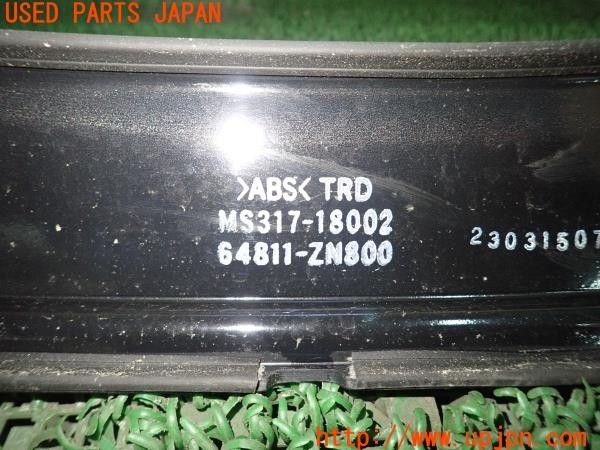 USED PARTS JAPAN
>ABS< TRD
MS317-18002
64811-ZN800
23031507
http://www.upjpn.com